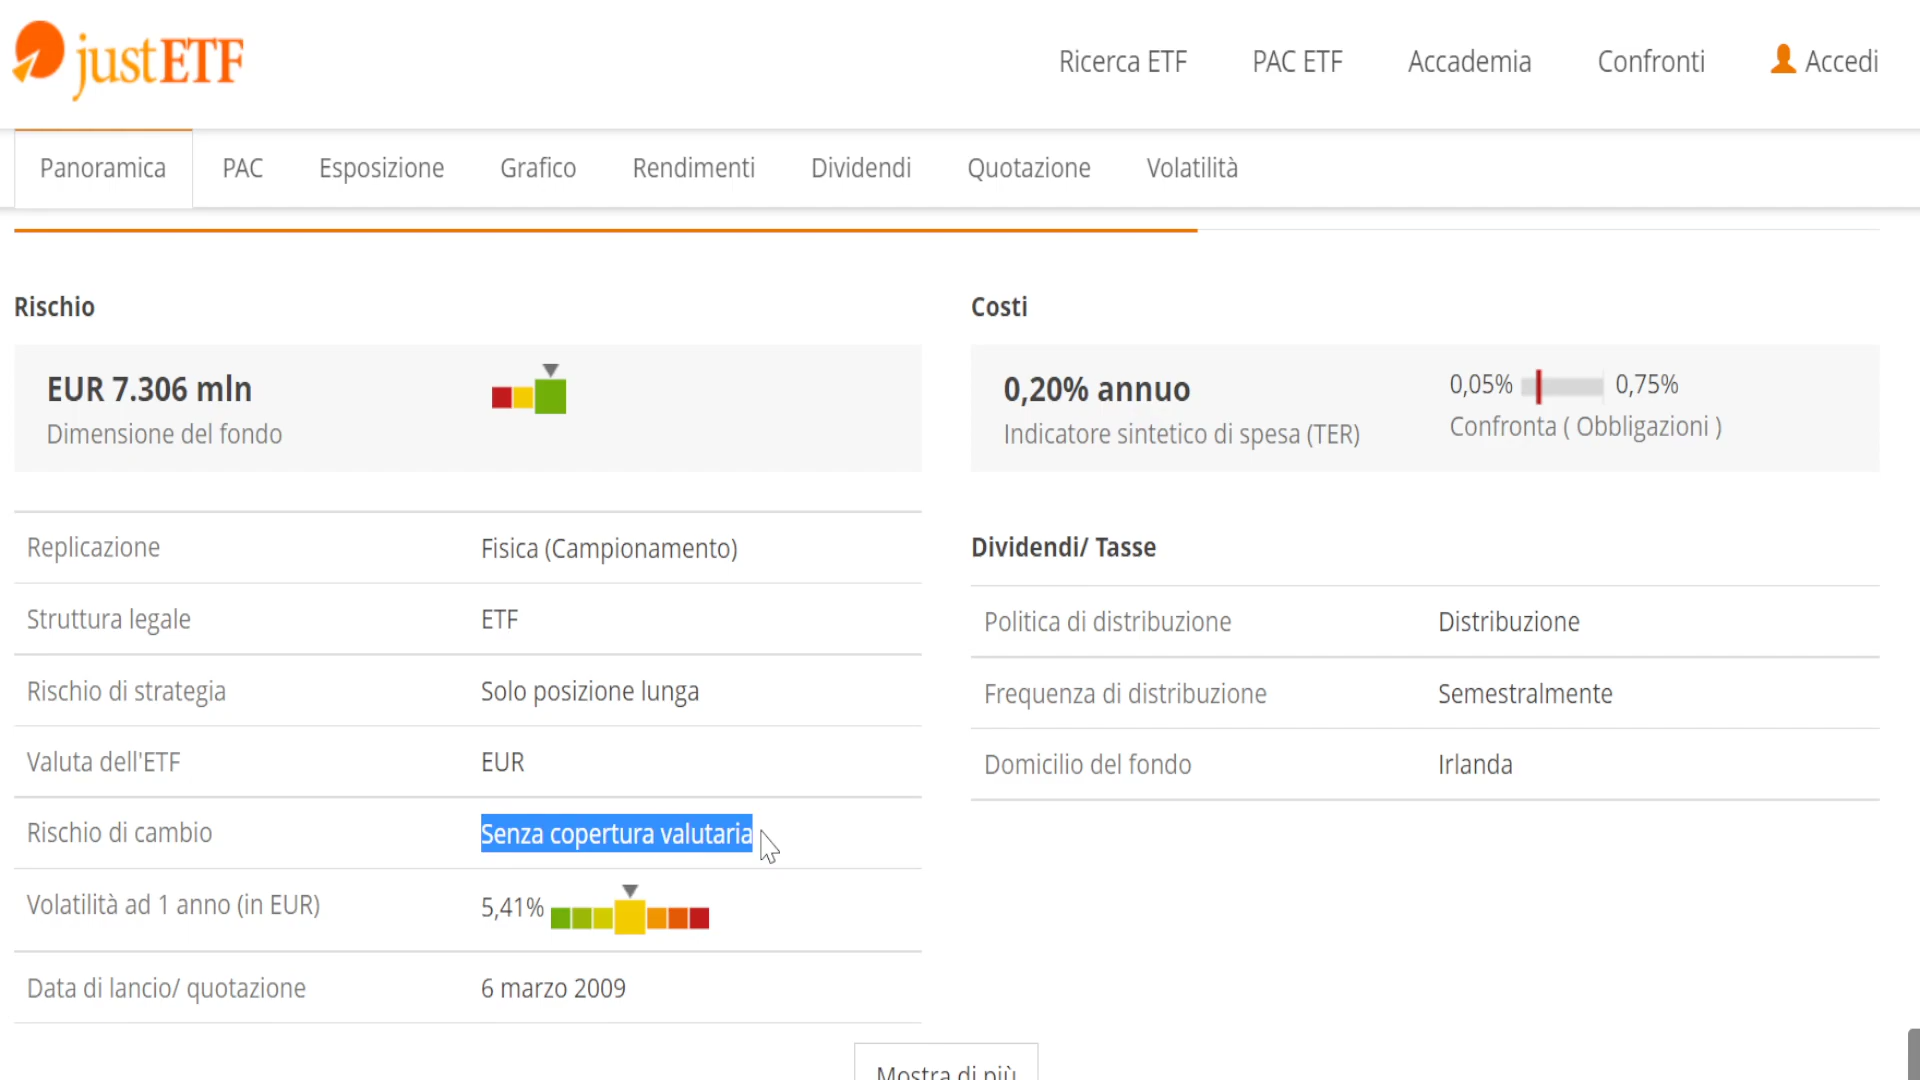 justETF
Ricerca ETF PAC ETF Accademia Confronti Accedi
Panoramica PAC Esposizione Grafico Rendimenti Dividendi Quotazione Volatilità
Rischio
EUR 7.306 mln
Dimensione del fondo
Replicazione Fisica (Campionamento)
Struttura legale ETF
Rischio di strategia Solo posizione lunga
Valuta dell'ETF EUR
Rischio di cambio Senza copertura valutaria
Volatilità ad 1 anno (in EUR) 5,41%
Data di lancio/ quotazione 6 marzo 2009
Costi
0,20% annuo
Indicatore sintetico di spesa (TER)
0,05% 0,75%
Confronta ( Obbligazioni )
Dividendi/ Tasse
Politica di distribuzione Distribuzione
Frequenza di distribuzione Semestralmente
Domicilio del fondo Irlanda
Mostra di più